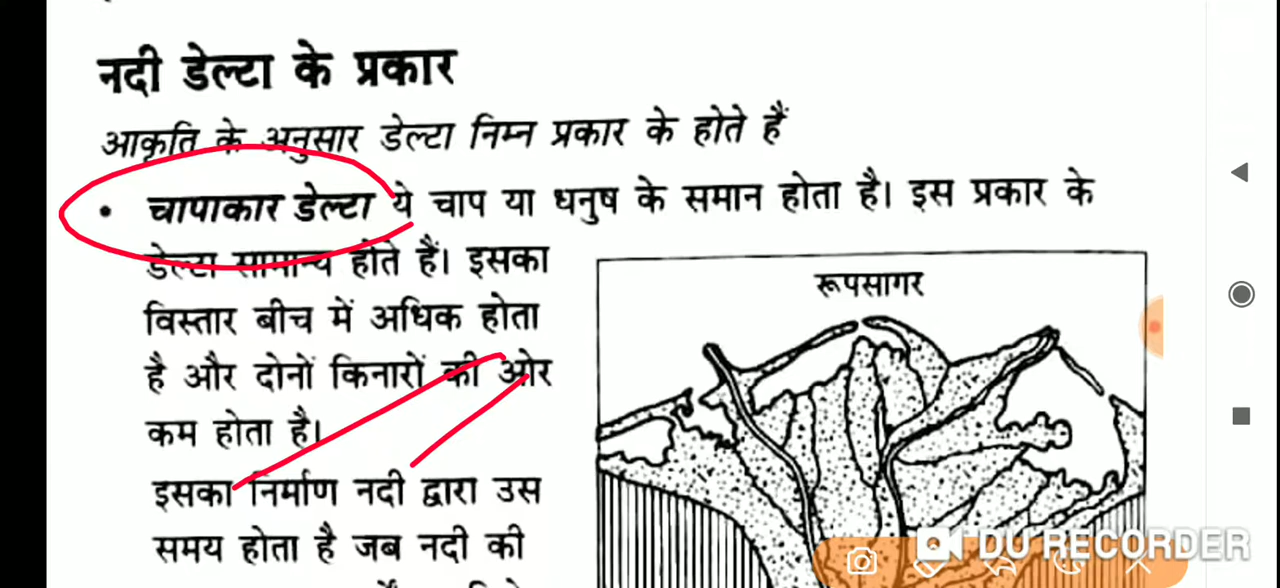 नदी डेल्टा के प्रकार
आकृति के अनुसार डेल्टा निम्न प्रकार के होते हैं
• चापाकार डेल्टा ये चाप या धनुष के समान होता है। इस प्रकार के
डेल्टा सामान्य होते हैं। इसका
विस्तार बीच में अधिक होता
है और दोनों किनारों की ओर
कम होता है।
इसका निर्माण नदी द्वारा उस
समय होता है जब नदी की
रूपसागर
DU RECORDER